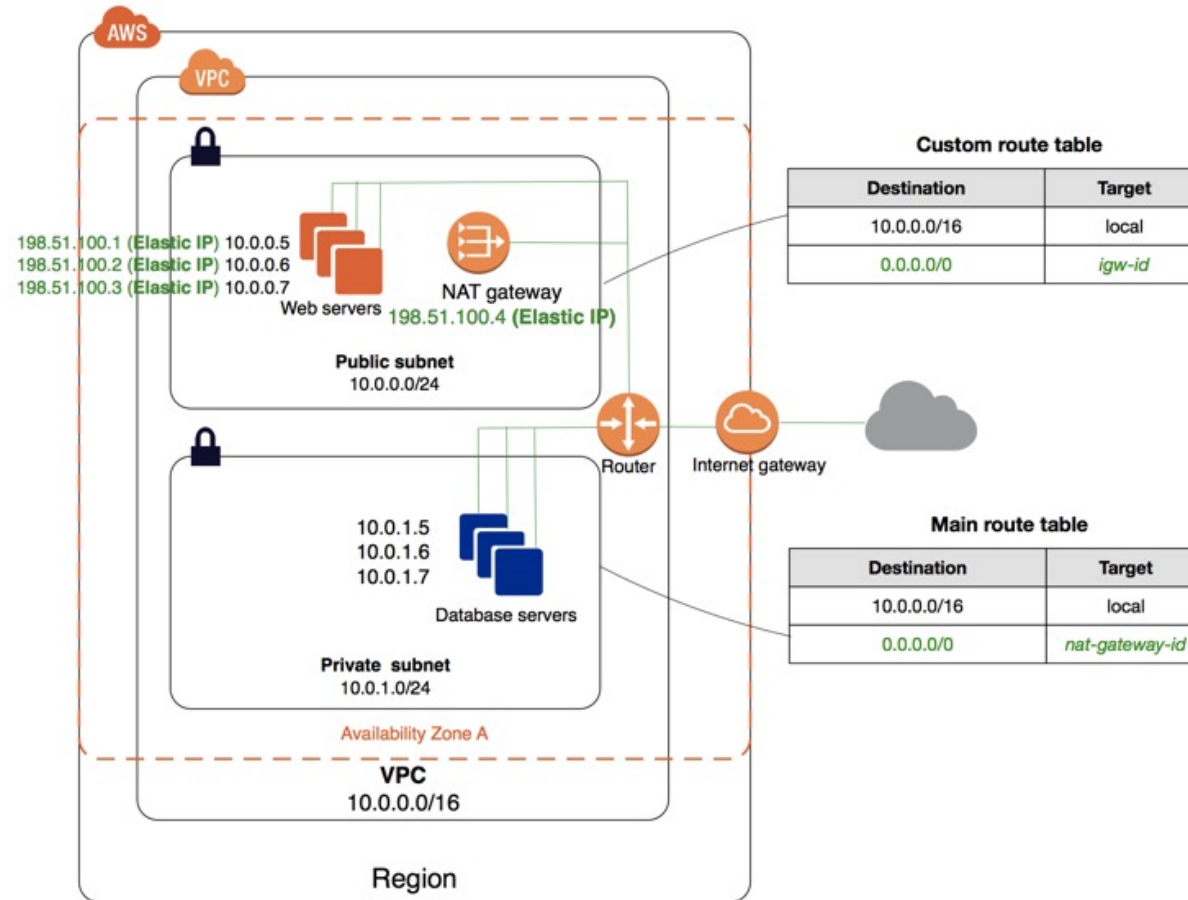 AWS
VPC
198.51.100.1 (Elastic IP) 10.0.0.5
198.51.100.2 (Elastic IP) 10.0.0.6
198.51.100.3 (Elastic IP) 10.0.0.7
Web servers
NAT gateway
198.51.100.4 (Elastic IP)
Public subnet
10.0.0.0/24
Custom route table
Destination Target
10.0.0.0/16 local
0.0.0.0/0 igw-id
Router
Internet gateway
10.0.1.5
10.0.1.6
10.0.1.7
Database servers
Private subnet
10.0.1.0/24
Main route table
Destination Target
10.0.0.0/16 local
0.0.0.0/0 nat-gateway-id
Availability Zone A
VPC
10.0.0.0/16
Region